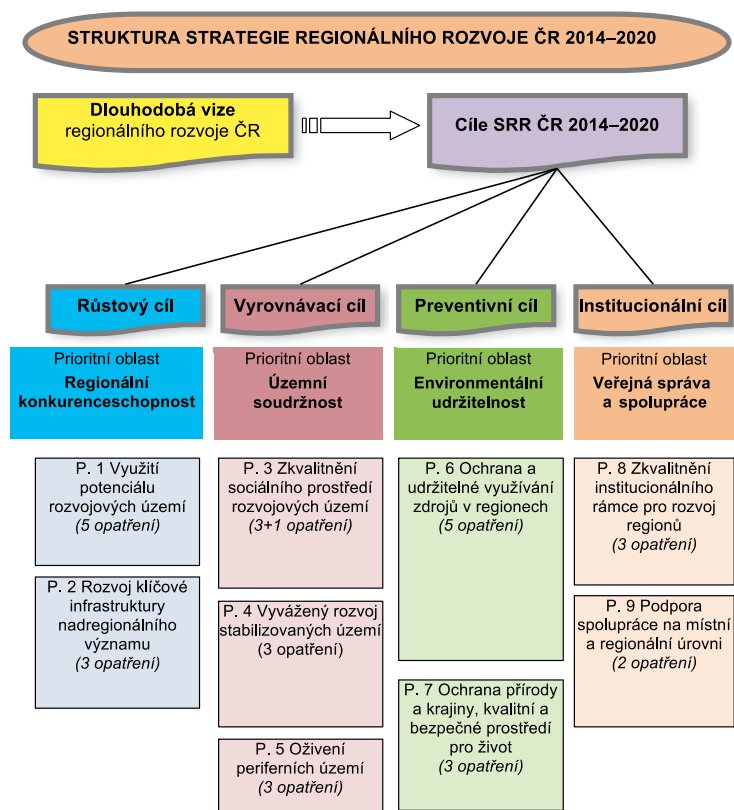 STRUKTURA STRATEGIE REGIONÁLNÍHO ROZVOJE ČR 2014–2020
Dlouhodobá vize
regionálního rozvoje ČR
Cíle SRR ČR 2014–2020
Růstový cíl
Vyrovnávací cíl
Preventivní cíl
Institucionální cíl
Prioritní oblast
Regionální
konkurenceschopnost
Prioritní oblast
Územní
soudržnost
Prioritní oblast
Environmentální
udržitelnost
Prioritní oblast
Veřejná správa
a spolupráce
P. 1 Využití
potenciálu
rozvojových území
(5 opatření)
P. 2 Rozvoj klíčové
infrastruktury
nadregionálního
významu
(3 opatření)
P. 3 Zkvalitnění
sociálního prostředí
rozvojových území
(3+1 opatření)
P. 4 Vyvážený rozvoj
stabilizovaných území
(3 opatření)
P. 5 Oživení
periferních území
(3 opatření)
P. 6 Ochrana a
udržitelné využívání
zdrojů v regionech
(5 opatření)
P. 7 Ochrana přírody
a krajiny, kvalitní a
bezpečné prostředí
pro život
(3 opatření)
P. 8 Zkvalitnění
institucionálního
rámce pro rozvoj
regionů
(3 opatření)
P. 9 Podpora
spolupráce na místní
a regionální úrovni
(2 opatření)